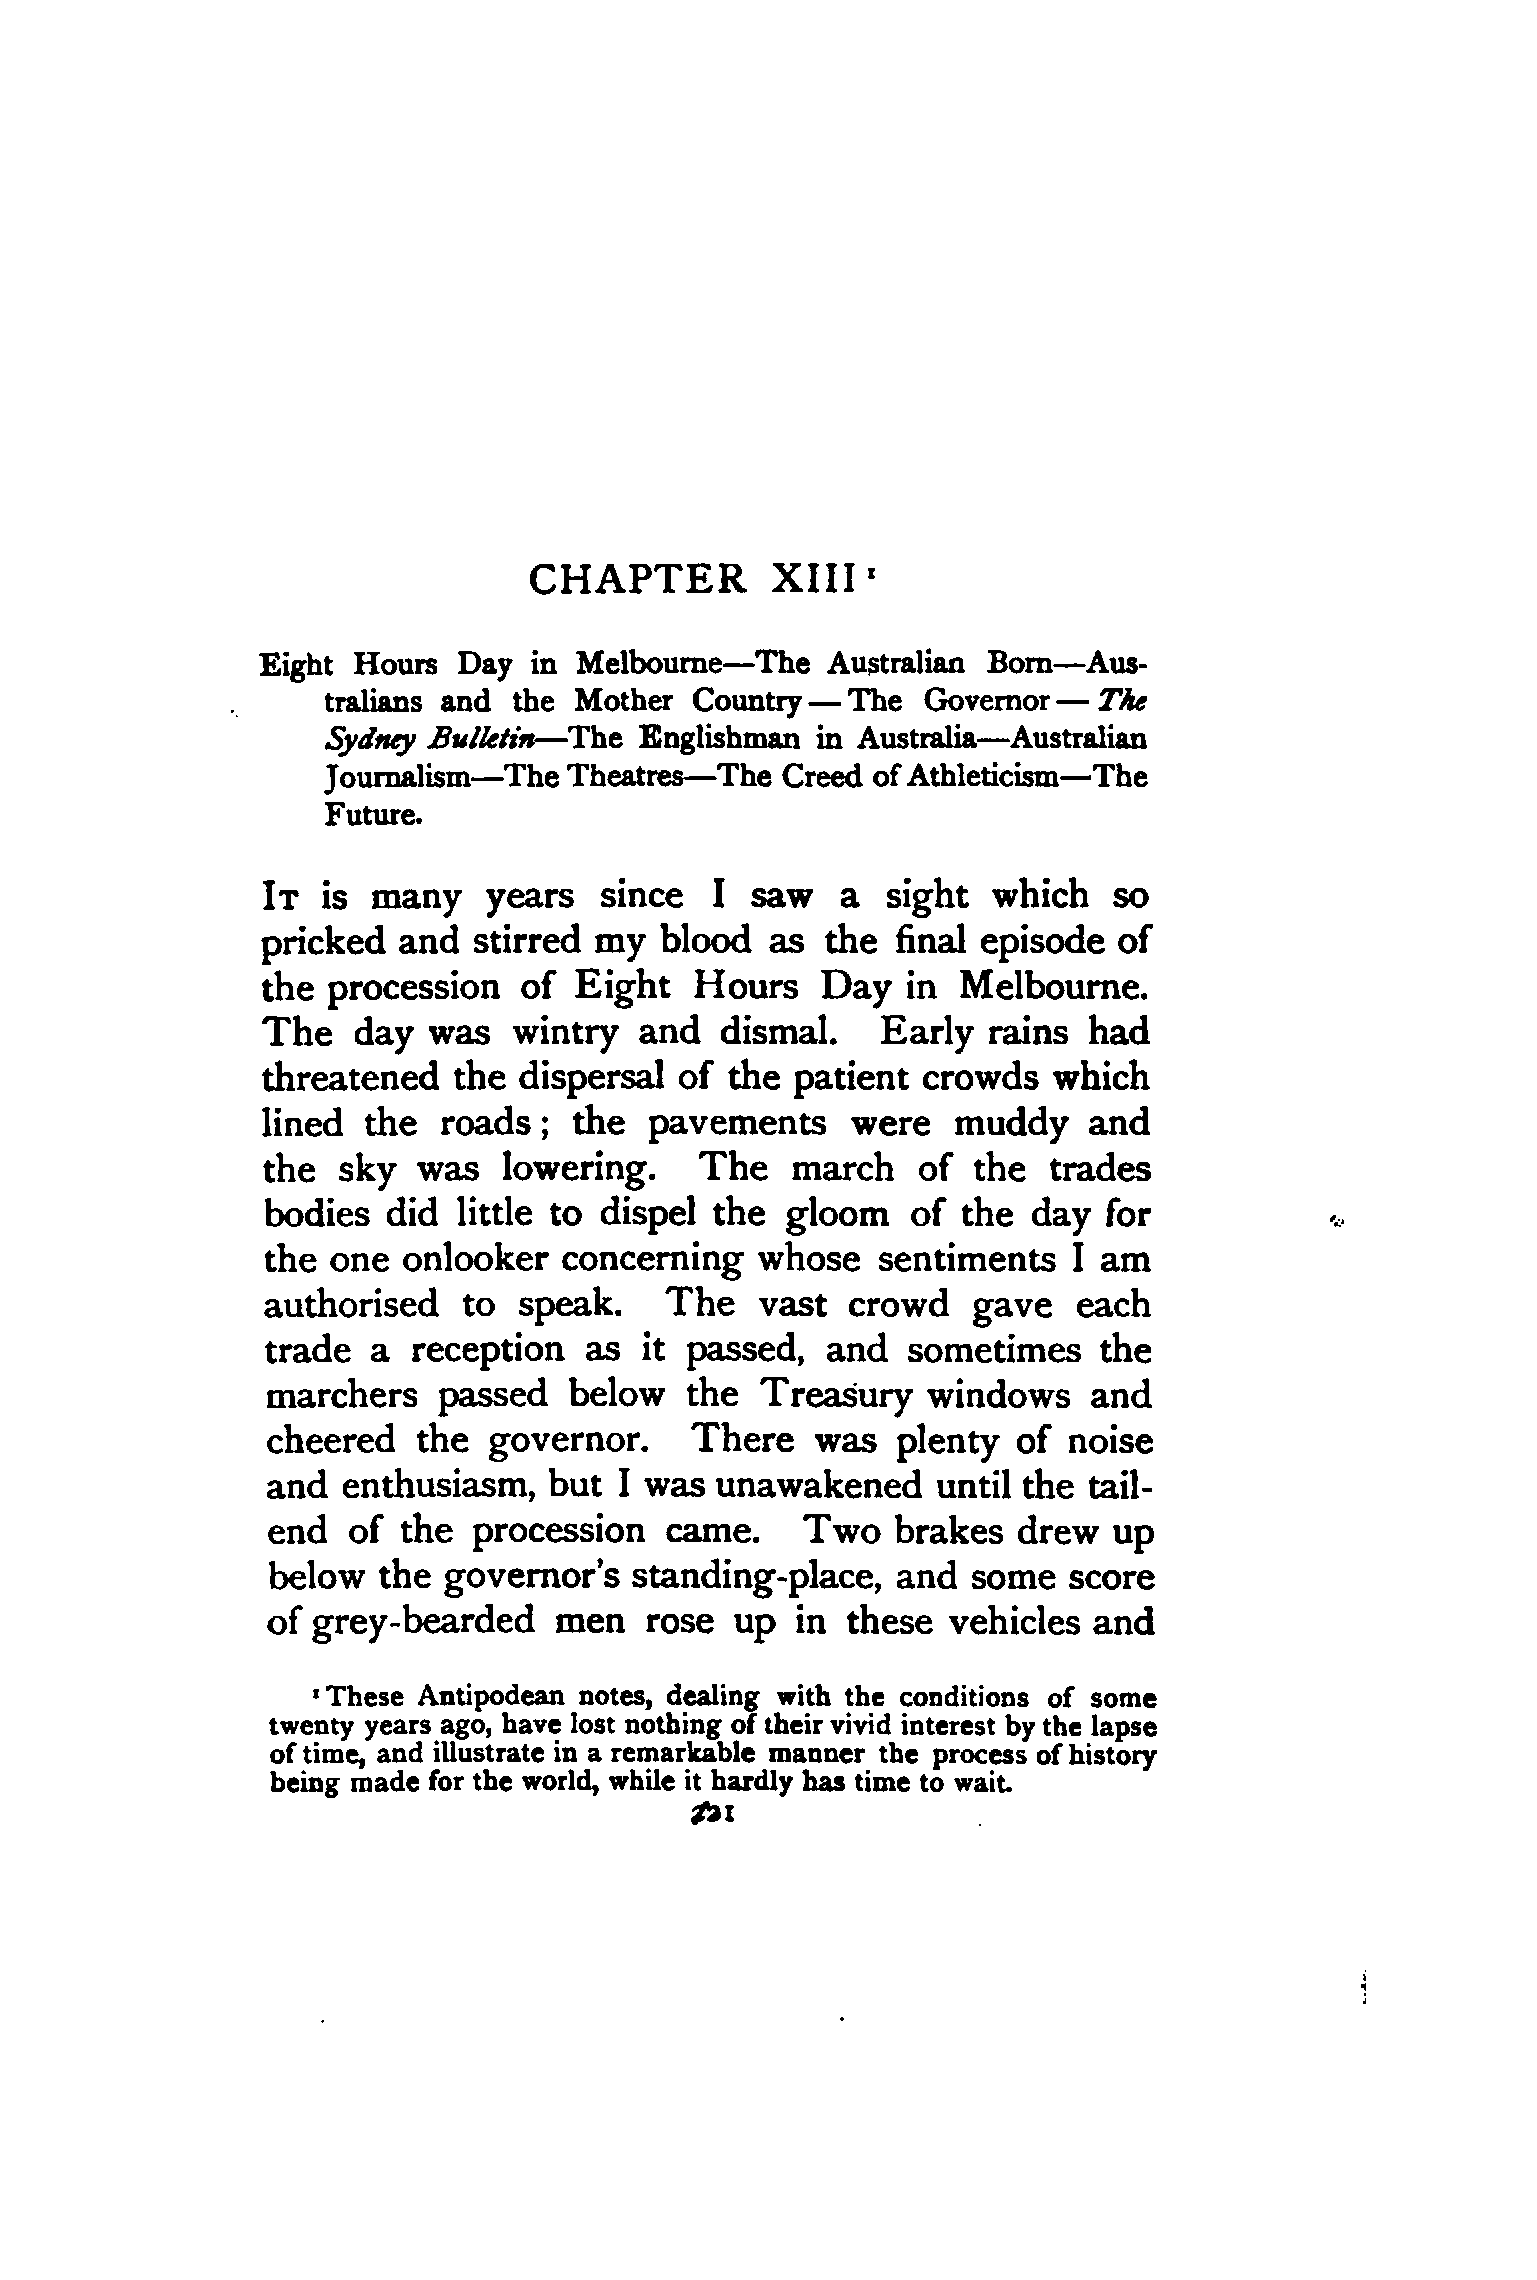 CHAPTER XIII ¹
Eight Hours Day in Melbourne—The Australian Born—Aus-
tralians and the Mother Country—The Governor—The
Sydney Bulletin—The Englishman in Australia—Australian
Journalism—The Theatres—The Creed of Athleticism—The
Future.
IT is many years since I saw a sight which so
pricked and stirred my blood as the final episode of
the procession of Eight Hours Day in Melbourne.
The day was wintry and dismal. Early rains had
threatened the dispersal of the patient crowds which
lined the roads; the pavements were muddy and
the sky was lowering. The march of the trades
bodies did little to dispel the gloom of the day for
the one onlooker concerning whose sentiments I am
authorised to speak. The vast crowd gave each
trade a reception as it passed, and sometimes the
marchers passed below the Treasury windows and
cheered the governor. There was plenty of noise
and enthusiasm, but I was unawakened until the tail-
end of the procession came. Two brakes drew up
below the governor's standing-place, and some score
of grey-bearded men rose up in these vehicles and
¹ These Antipodean notes, dealing with the conditions of some
twenty years ago, have lost nothing of their vivid interest by the lapse
of time, and illustrate in a remarkable manner the process of history
being made for the world, while it hardly has time to wait.